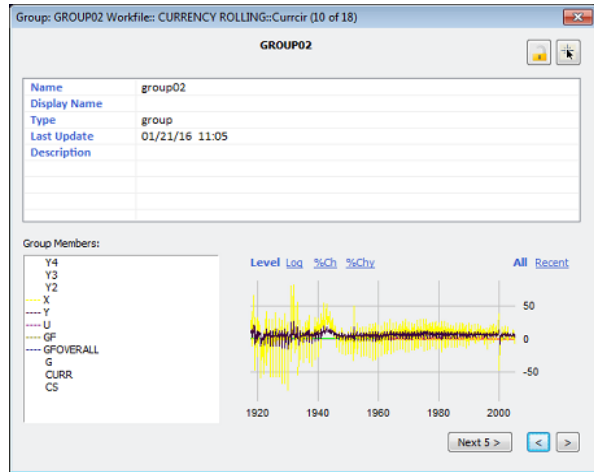 Group: GROUP02 Workfile:: CURRENCY ROLLING::Currcir (10 of 18)
GROUP02
Name group02
Display Name
Type group
Last Update 01/21/16 11:05
Description
Group Members:
Y4
Y3
Y2
X
Y
U
GF
GFOVERALL
G
CURR
CS
Level Log %Ch %Chy All Recent
50
0
-50
1920 1940 1960 1980 2000
Next 5 > < >